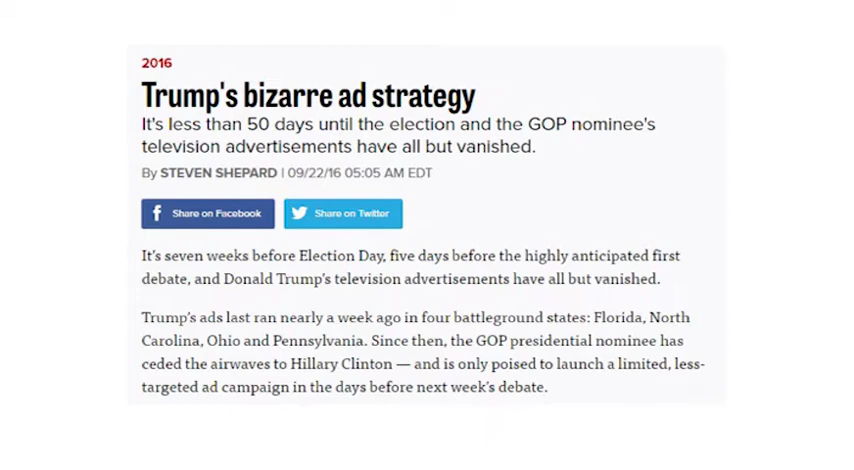 2016
Trump's bizarre ad strategy
It's less than 50 days until the election and the GOP nominee's
television advertisements have all but vanished.
By STEVEN SHEPARD | 09/22/16 05:05 AM EDT
Share on Facebook
Share on Twitter
It's seven weeks before Election Day, five days before the highly anticipated first
debate, and Donald Trump's television advertisements have all but vanished.
Trump's ads last ran nearly a week ago in four battleground states: Florida, North
Carolina, Ohio and Pennsylvania. Since then, the GOP presidential nominee has
ceded the airwaves to Hillary Clinton — and is only poised to launch a limited, less-
targeted ad campaign in the days before next week's debate.